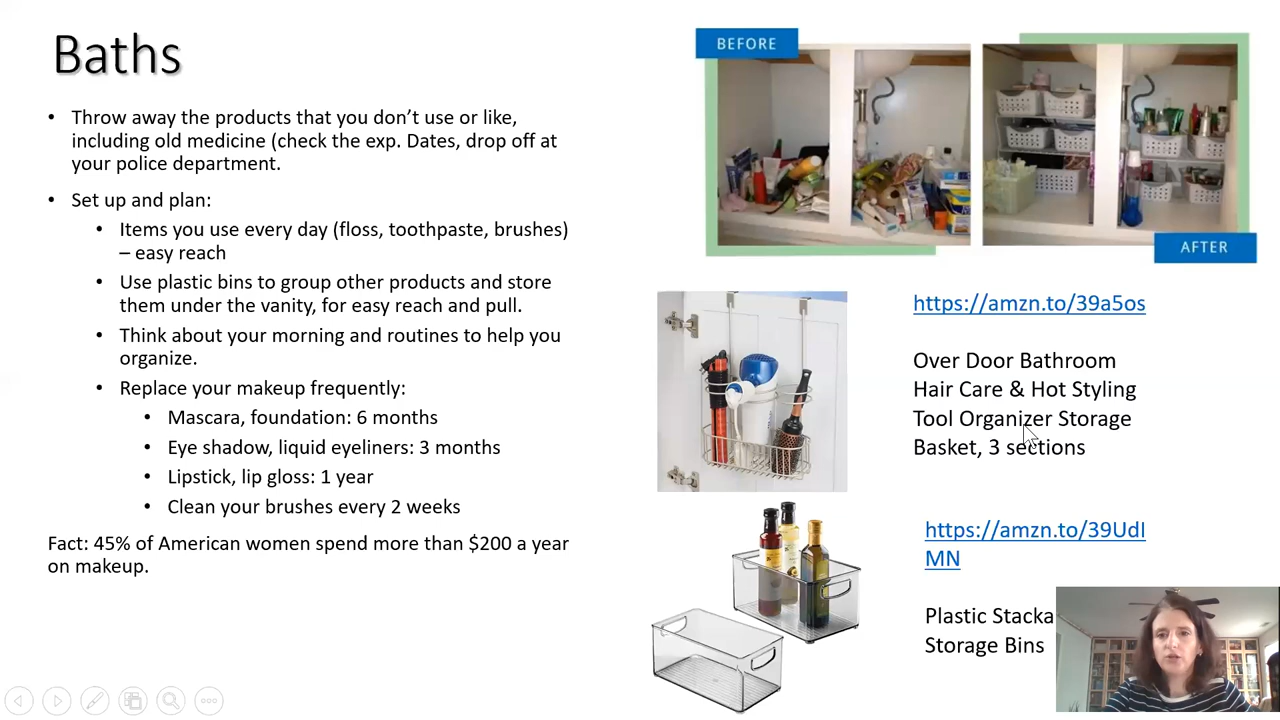 Baths
• Throw away the products that you don't use or like,
including old medicine (check the exp. Dates, drop off at
your police department.
• Set up and plan:
• Items you use every day (floss, toothpaste, brushes)
– easy reach
• Use plastic bins to group other products and store
them under the vanity, for easy reach and pull.
• Think about your morning and routines to help you
organize.
• Replace your makeup frequently:
• Mascara, foundation: 6 months
• Eye shadow, liquid eyeliners: 3 months
• Lipstick, lip gloss: 1 year
• Clean your brushes every 2 weeks
Fact: 45% of American women spend more than $200 a year
on makeup.
BEFORE
AFTER
https://amzn.to/39a5os
Over Door Bathroom
Hair Care & Hot Styling
Tool Organizer Storage
Basket, 3 sections
https://amzn.to/39UdI
MN
Plastic Stacka
Storage Bins